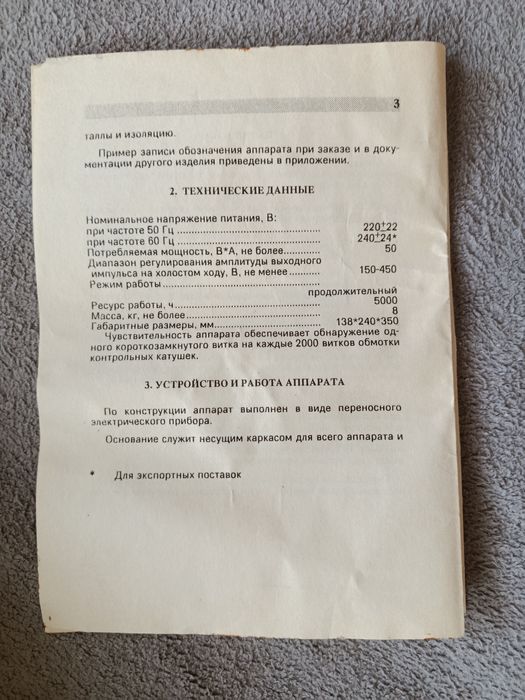 3
таллы и изоляцию.
Пример записи обозначения аппарата при заказе и в доку-
ментации другого изделия приведены в приложении.
2. ТЕХНИЧЕСКИЕ ДАННЫЕ
Номинальное напряжение питания, В:
при частоте 50 Гц ........................................ 220±22
при частоте 60 Гц ........................................ 240±24*
Потребляемая мощность, В*А, не более........... 50
Диапазон регулирования амплитуды выходного
импульса на холостом ходу, В, не менее........... 150-450
Режим работы............................................
продолжительный
Ресурс работы, ч........................................ 5000
Масса, кг, не более..................................... 8
Габаритные размеры, мм............................... 138*240*350
Чувствительность аппарата обеспечивает обнаружение од-
ного короткозамкнутого витка на каждые 2000 витков обмотки
контрольных катушек.
3. УСТРОЙСТВО И РАБОТА АППАРАТА
По конструкции аппарат выполнен в виде переносного
электрического прибора.
Основание служит несущим каркасом для всего аппарата и
* Для экспортных поставок